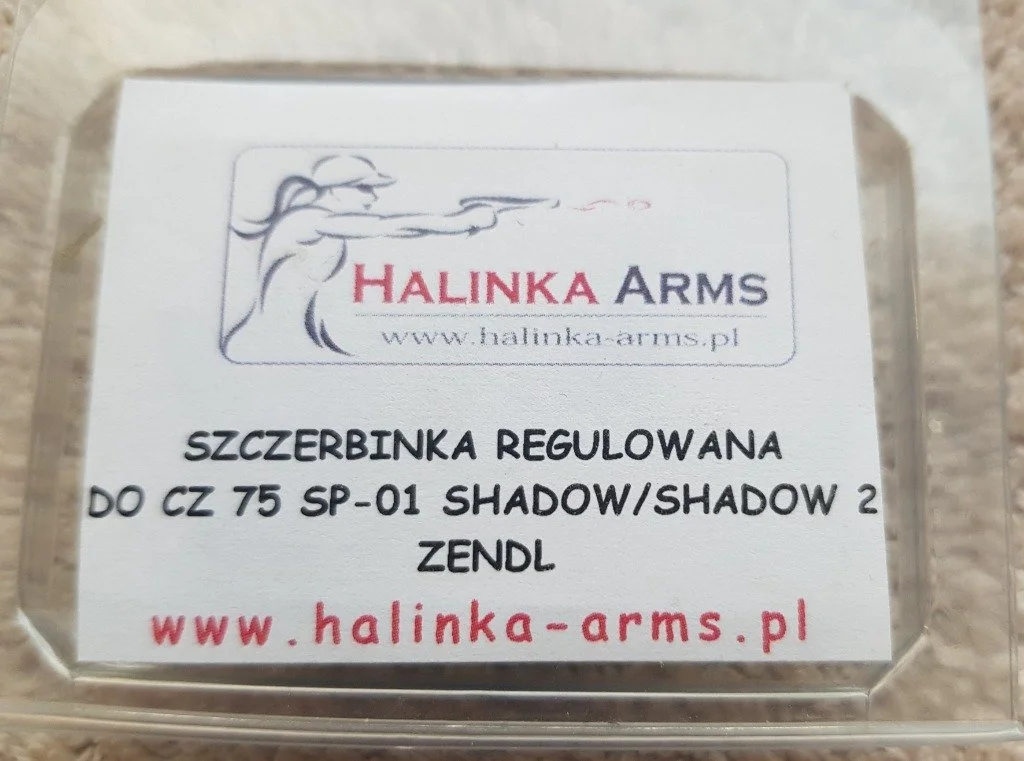 HALINKA ARMS
www.halinka-arms.pl
SZCZERBINKA REGULOWANA
DO CZ 75 SP-01 SHADOW/SHADOW 2
ZENDL
www.halinka-arms.pl